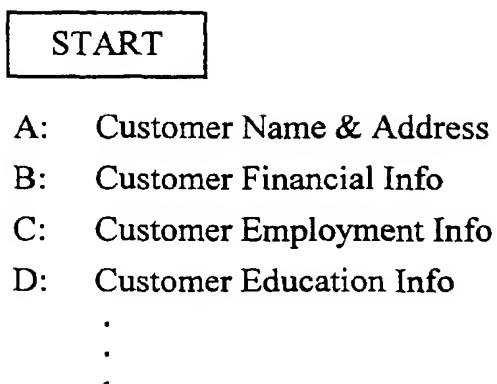 START
A: Customer Name & Address
B: Customer Financial Info
C: Customer Employment Info
D: Customer Education Info
.
.
.